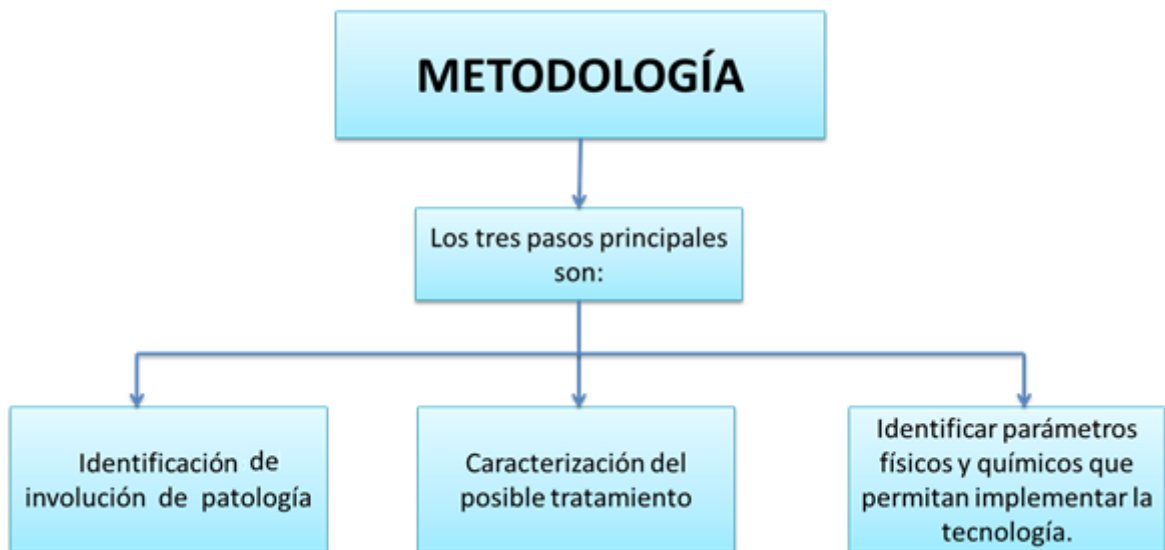 METODOLOGÍA
Los tres pasos principales
son:
Identificación de
involución de patología
Caracterización del
posible tratamiento
Identificar parámetros
físicos y químicos que
permitan implementar la
tecnología.